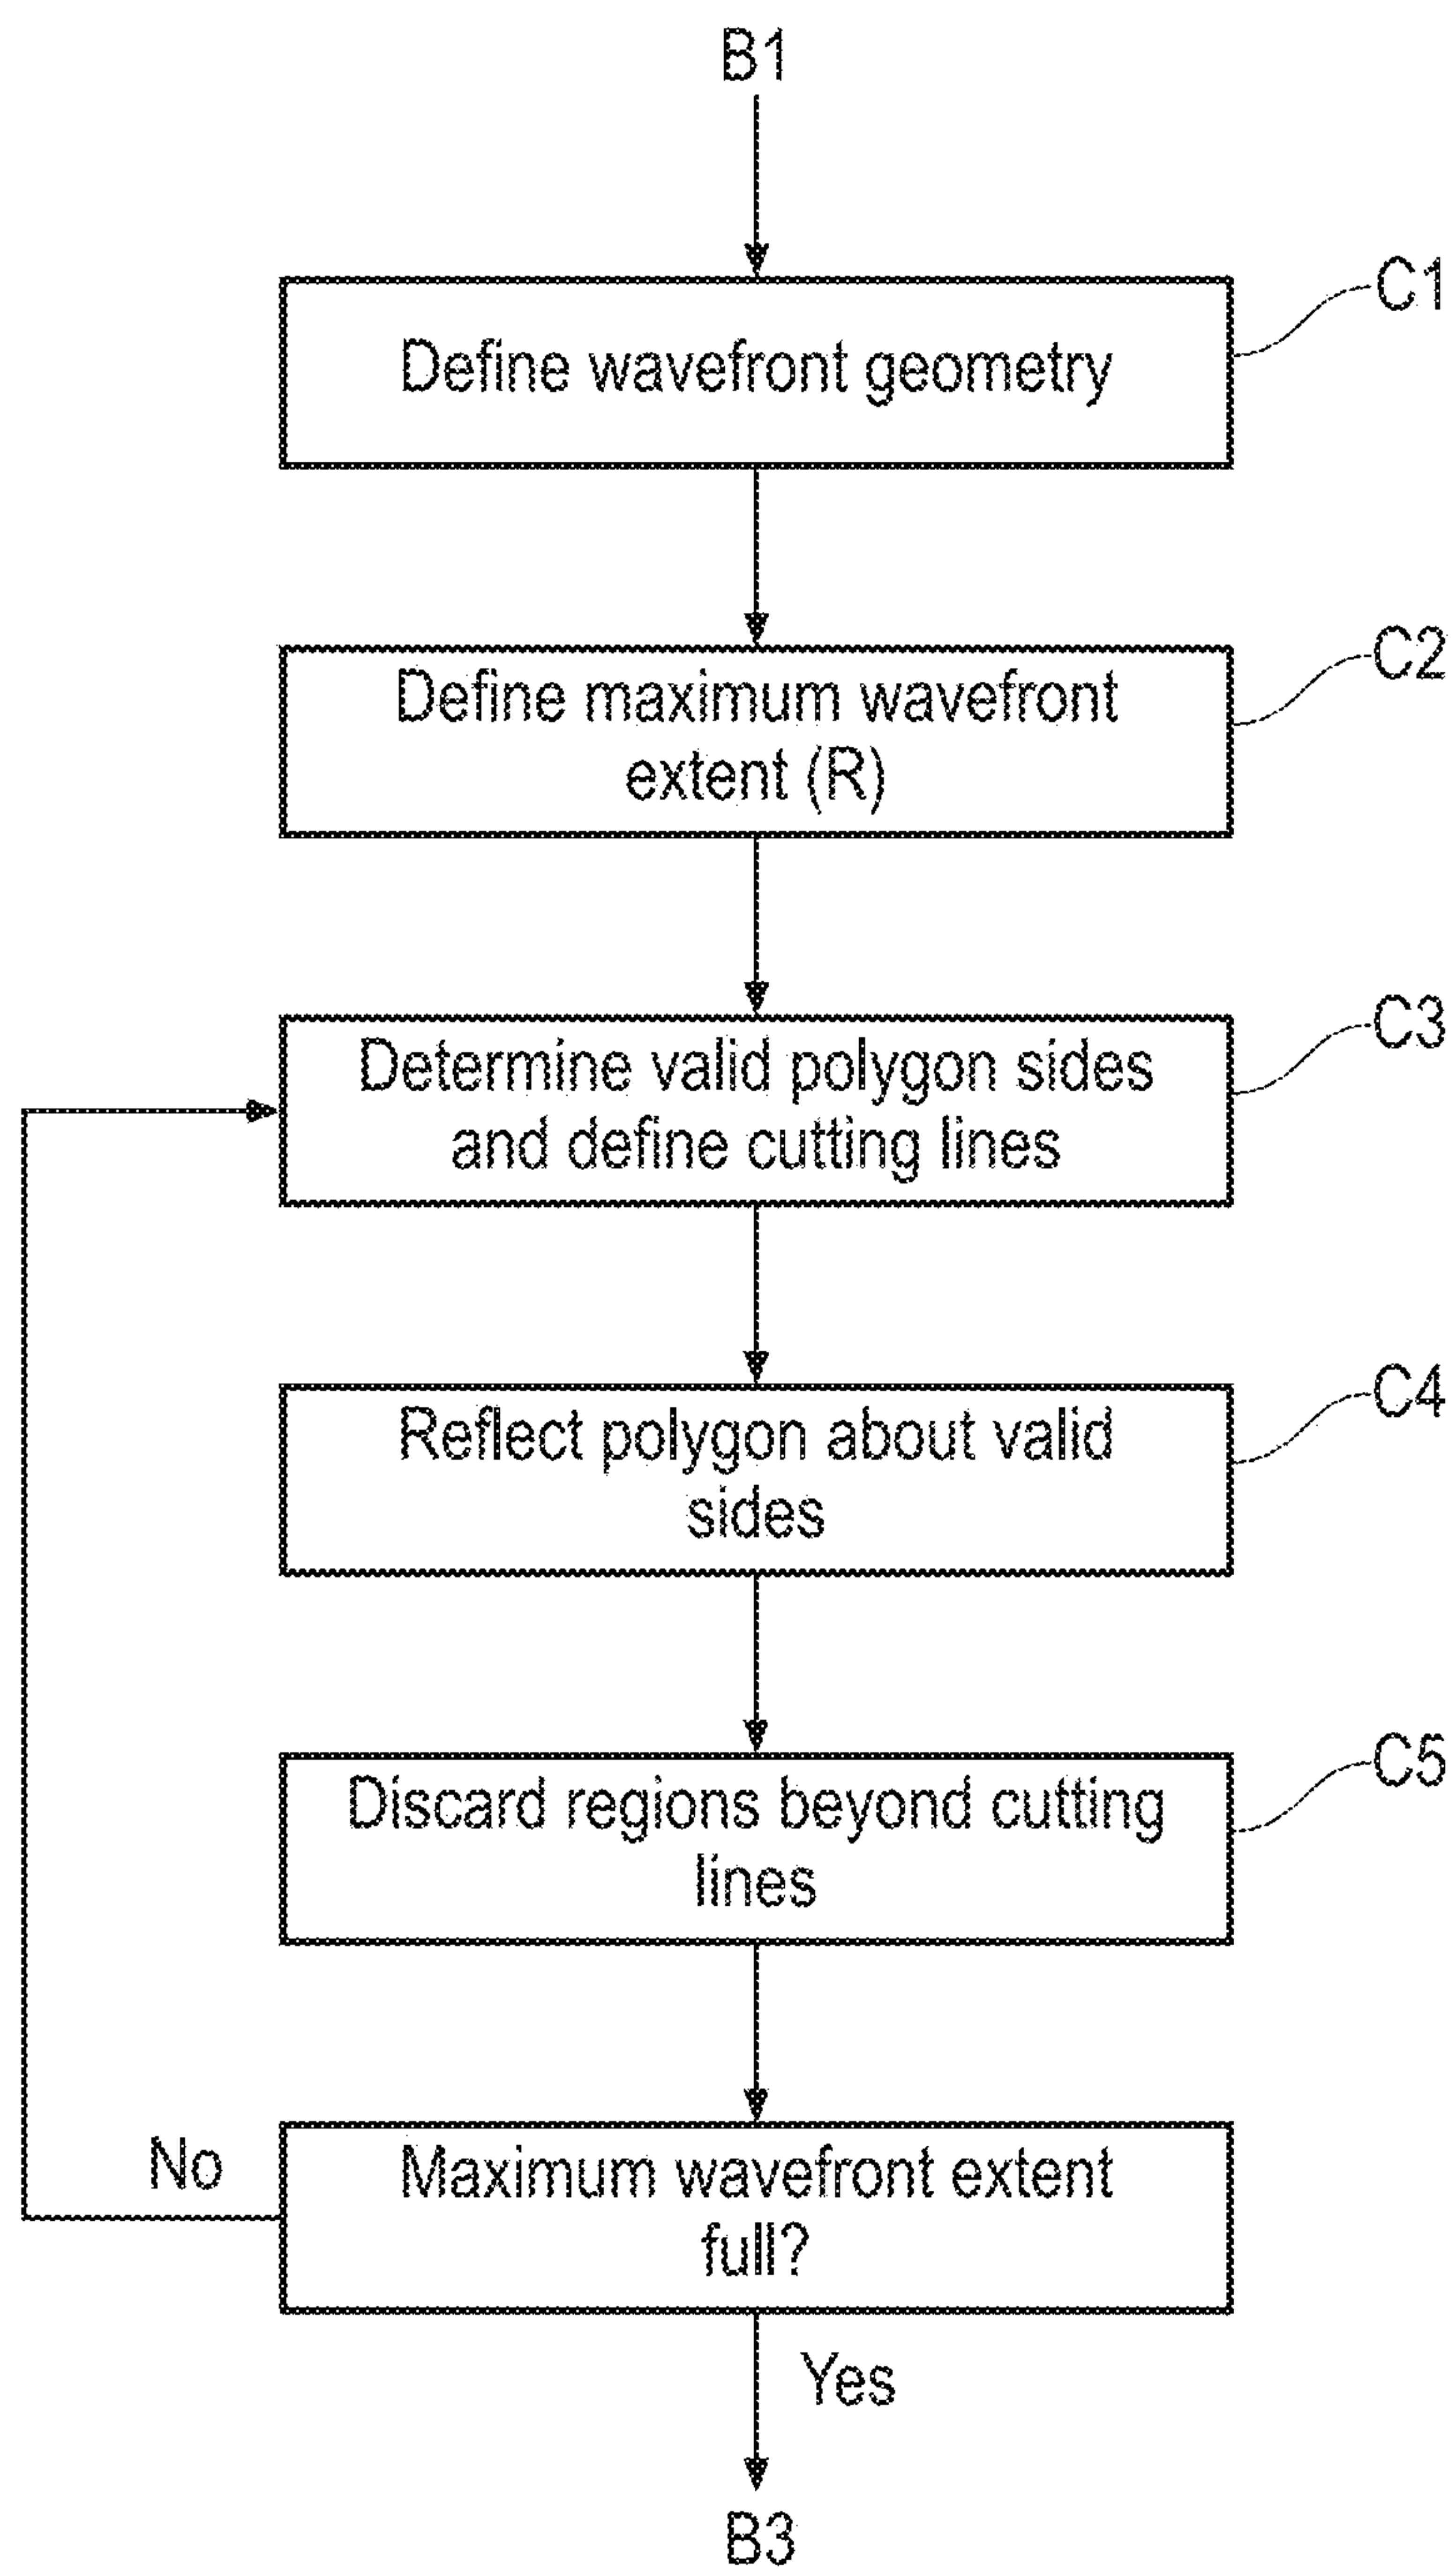 B1
Define wavefront geometry
C1
Define maximum wavefront
extent (R)
C2
Determine valid polygon sides
and define cutting lines
C3
Reflect polygon about valid
sides
C4
Discard regions beyond cutting
lines
C5
Maximum wavefront extent
full?
No
Yes
B3